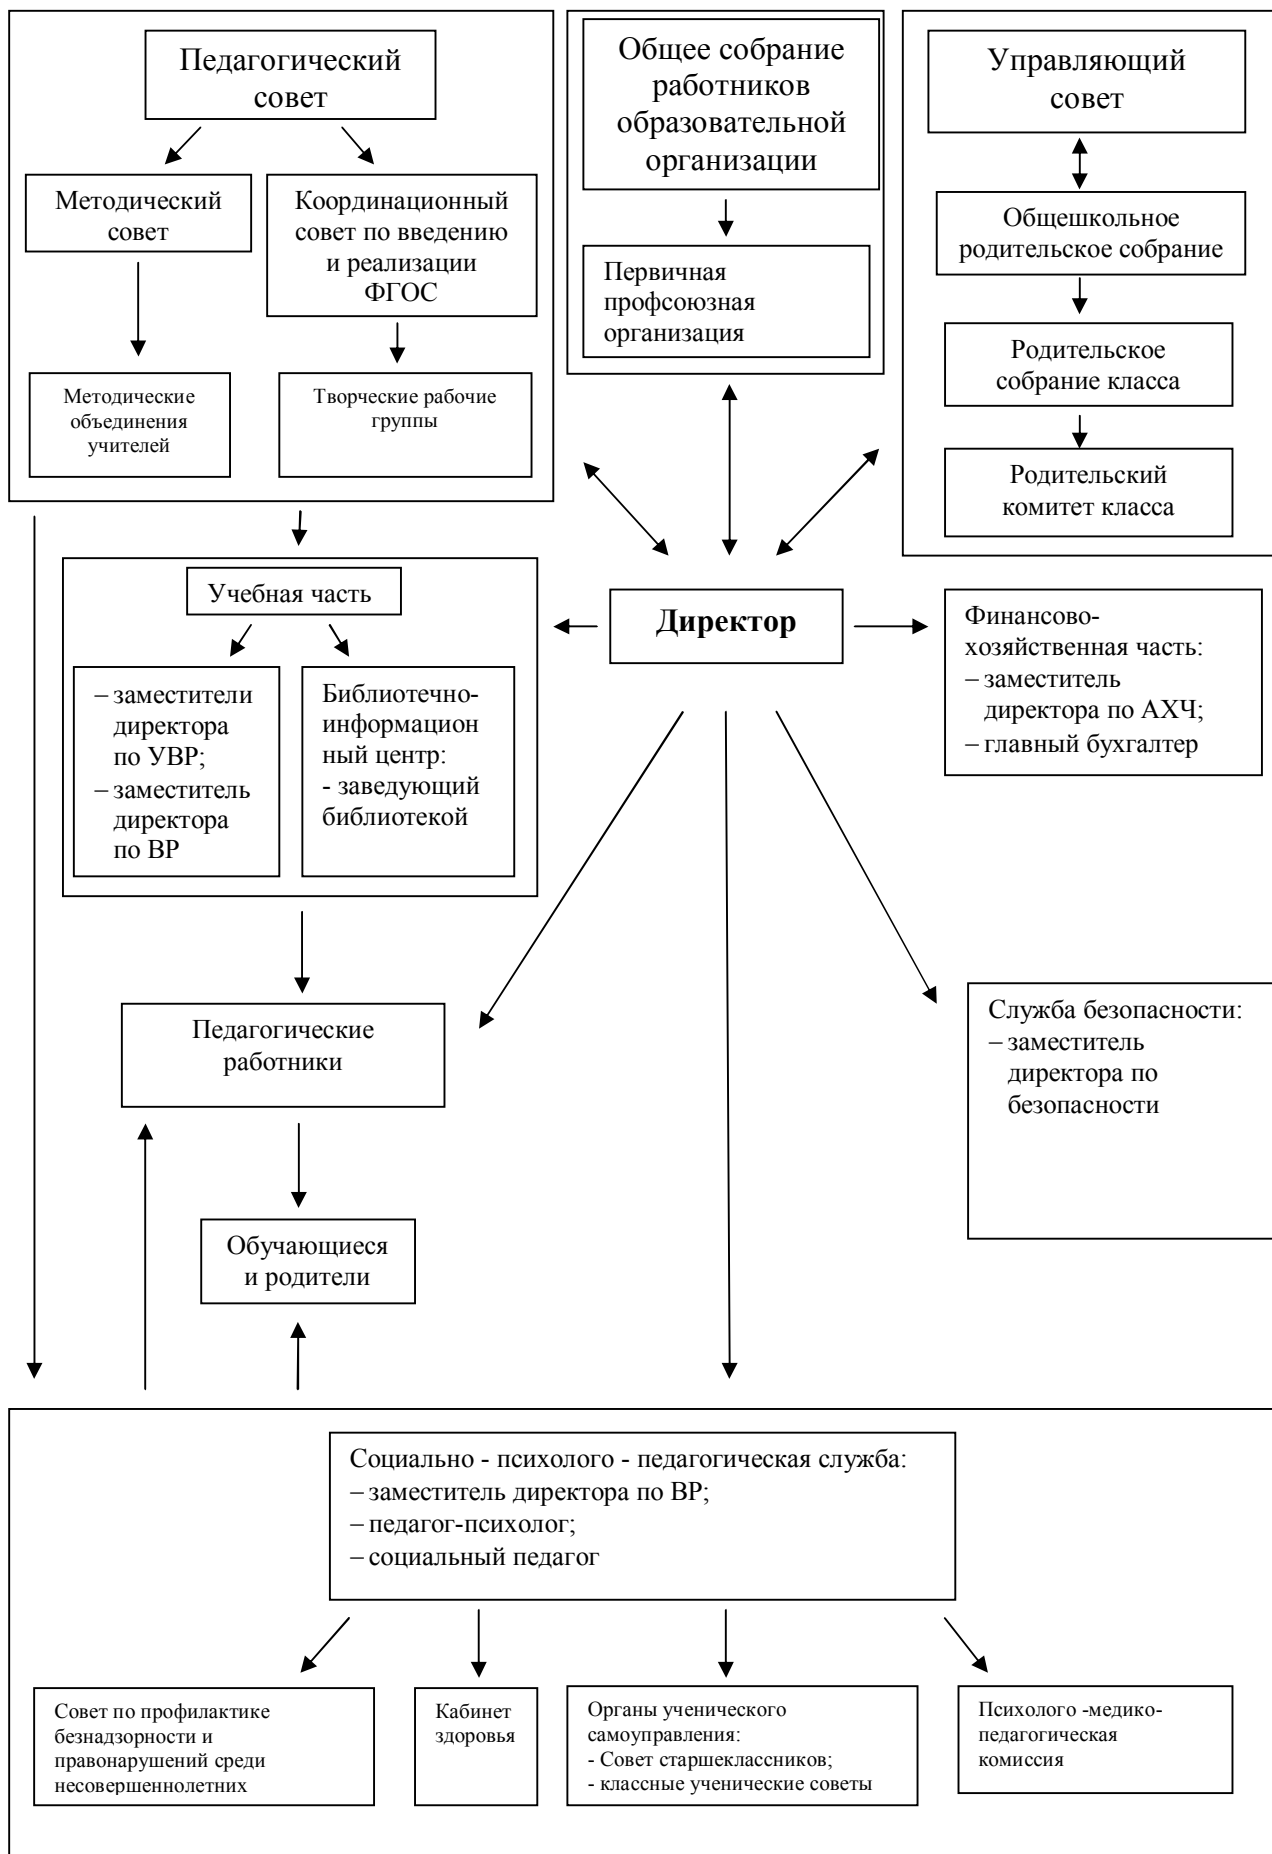 Педагогический
совет
Методический
совет
Координационный
совет по введению
и реализации
ФГОС
Методические
объединения
учителей
Творческие рабочие
группы
Общее собрание
работников
образовательной
организации
Первичная
профсоюзная
организация
Управляющий
совет
Общешкольное
родительское собрание
Родительское
собрание класса
Родительский
комитет класса
Учебная часть
– заместители
директора
по УВР;
– заместитель
директора
по ВР
Библиотечно-
информацион
ный центр:
- заведующий
библиотекой
Директор
Финансово-
хозяйственная часть:
– заместитель
директора по АХЧ;
– главный бухгалтер
Педагогические
работники
Служба безопасности:
– заместитель
директора по
безопасности
Обучающиеся
и родители
Социально - психолого - педагогическая служба:
– заместитель директора по ВР;
– педагог-психолог;
– социальный педагог
Совет по профилактике
безнадзорности и
правонарушений среди
несовершеннолетних
Кабинет
здоровья
Органы ученического
самоуправления:
- Совет старшеклассников;
- классные ученические советы
Психолого -медико-
педагогическая
комиссия